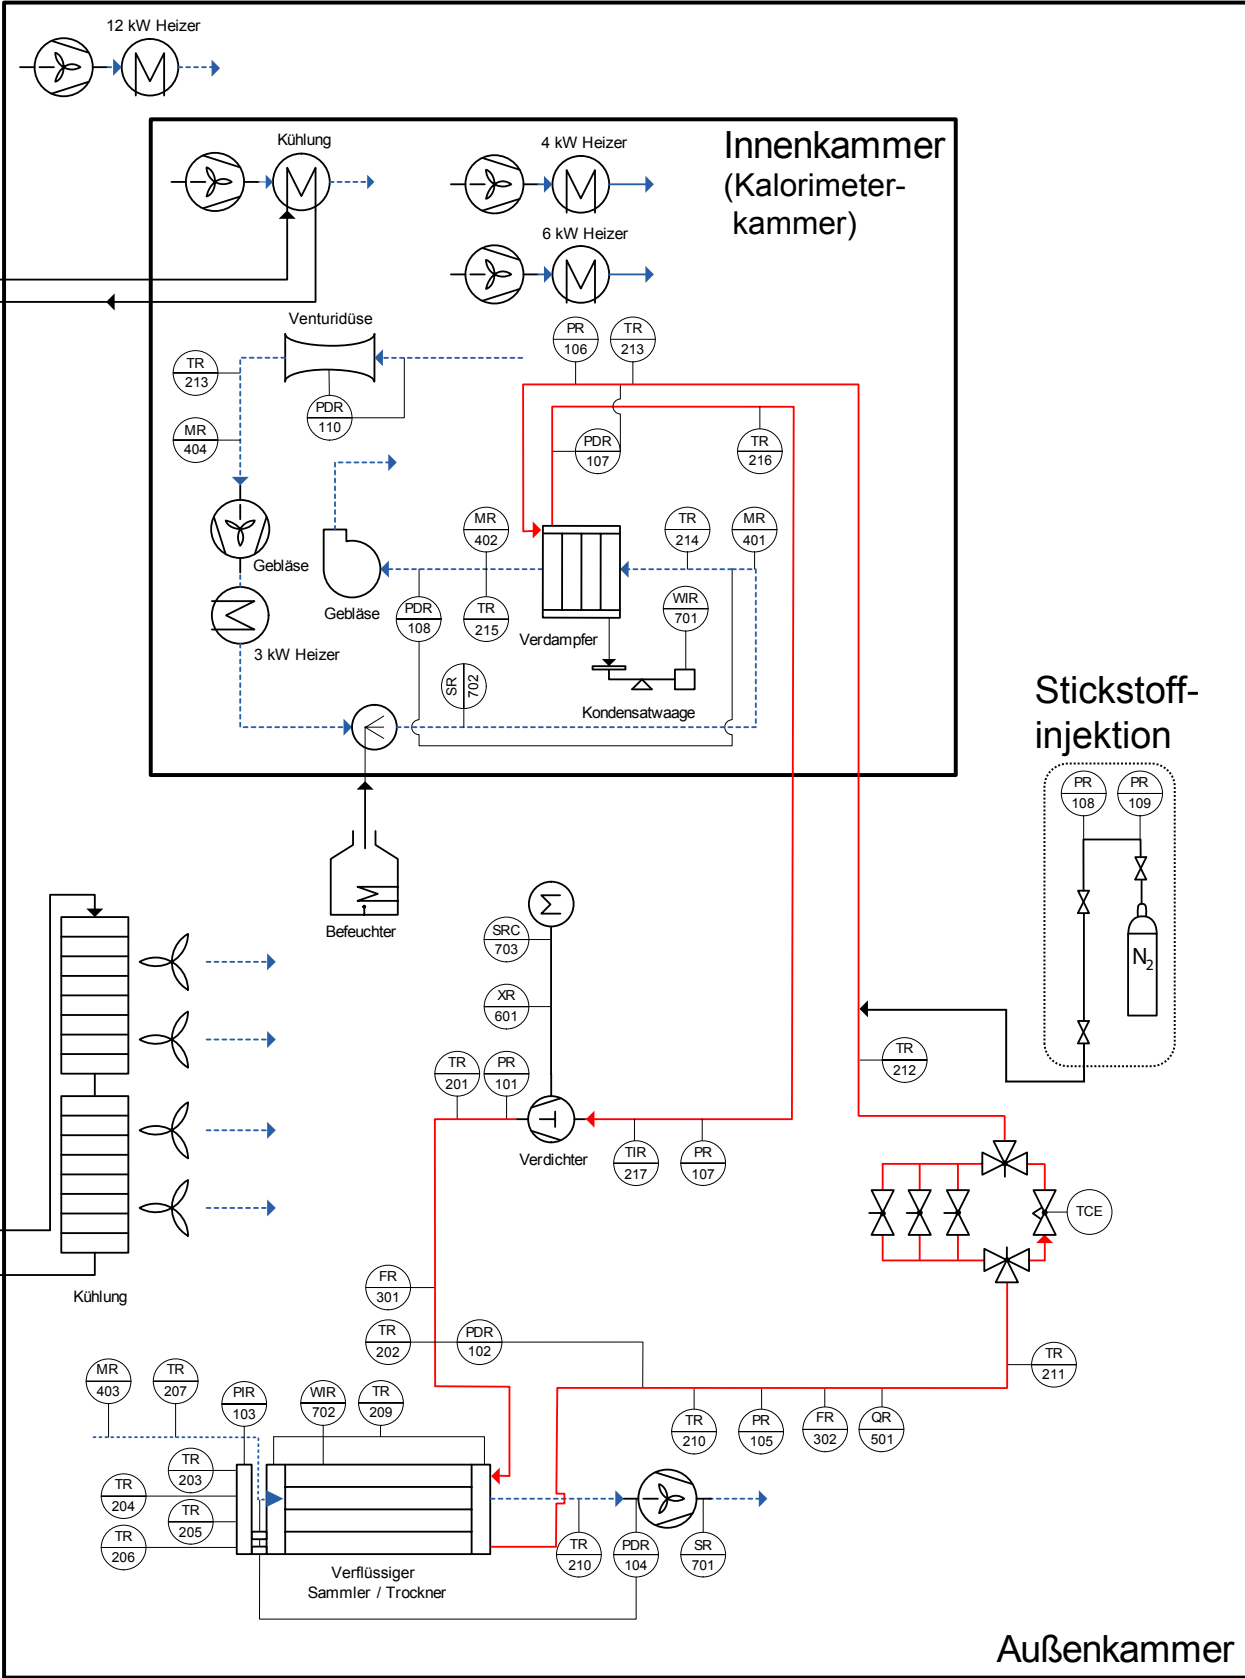 12 kW Heizer
Kühlung
4 kW Heizer
Innenkammer
(Kalorimeter-
kammer)
6 kW Heizer
Venturidüse
PR
106
TR
213
TR
213
PDR
110
MR
404
PDR
107
TR
216
MR
402
TR
214
MR
401
Gebläse
Gebläse
PDR
108
TR
215
Verdampfer
WIR
701
3 kW Heizer
SR
702
Kondensatwaage
Stickstoff-
injektion
PR
108
PR
109
N2
Befeuchter
SRC
703
XR
601
TR
201
PR
101
TR
212
Verdichter
TIR
217
PR
107
TCE
Kühlung
FR
301
TR
202
PDR
102
TR
211
MR
403
TR
207
PIR
103
WIR
702
TR
209
TR
210
PR
105
FR
302
QR
501
TR
203
TR
204
TR
205
TR
206
TR
210
PDR
104
SR
701
Verflüssiger
Sammler / Trockner
Außenkammer